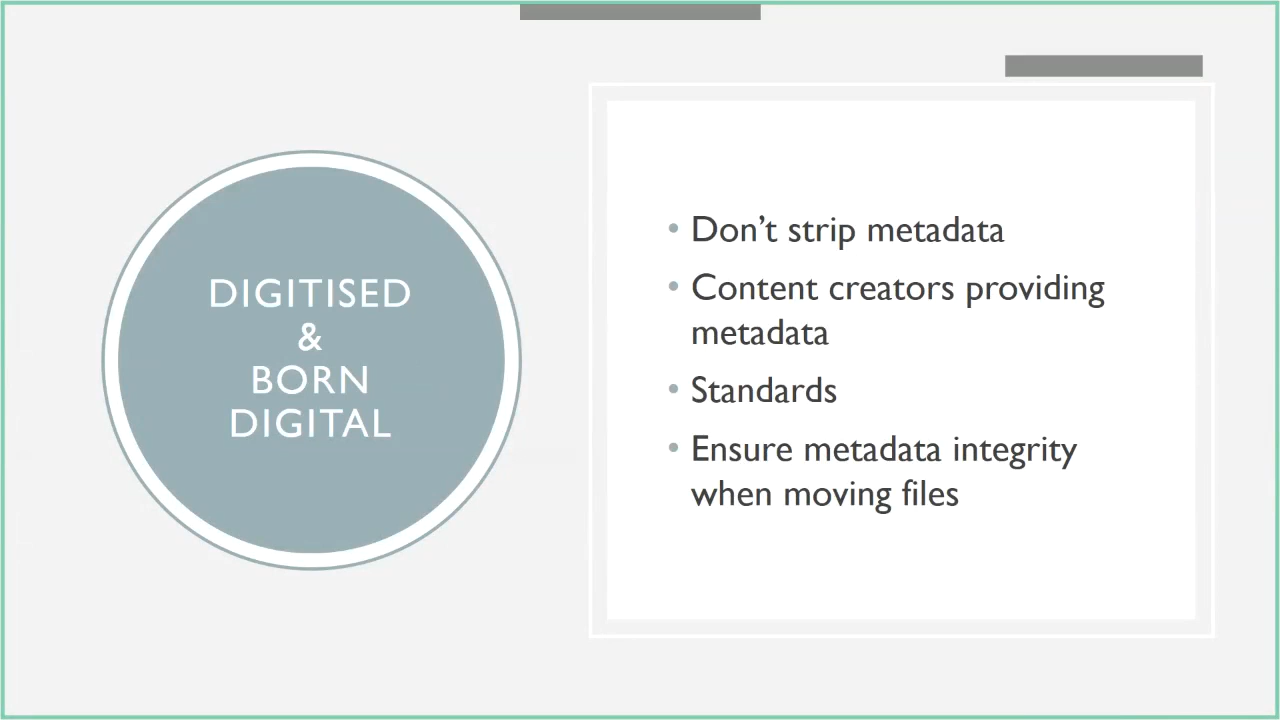 DIGITISED
&
BORN
DIGITAL
• Don’t strip metadata
• Content creators providing
metadata
• Standards
• Ensure metadata integrity
when moving files